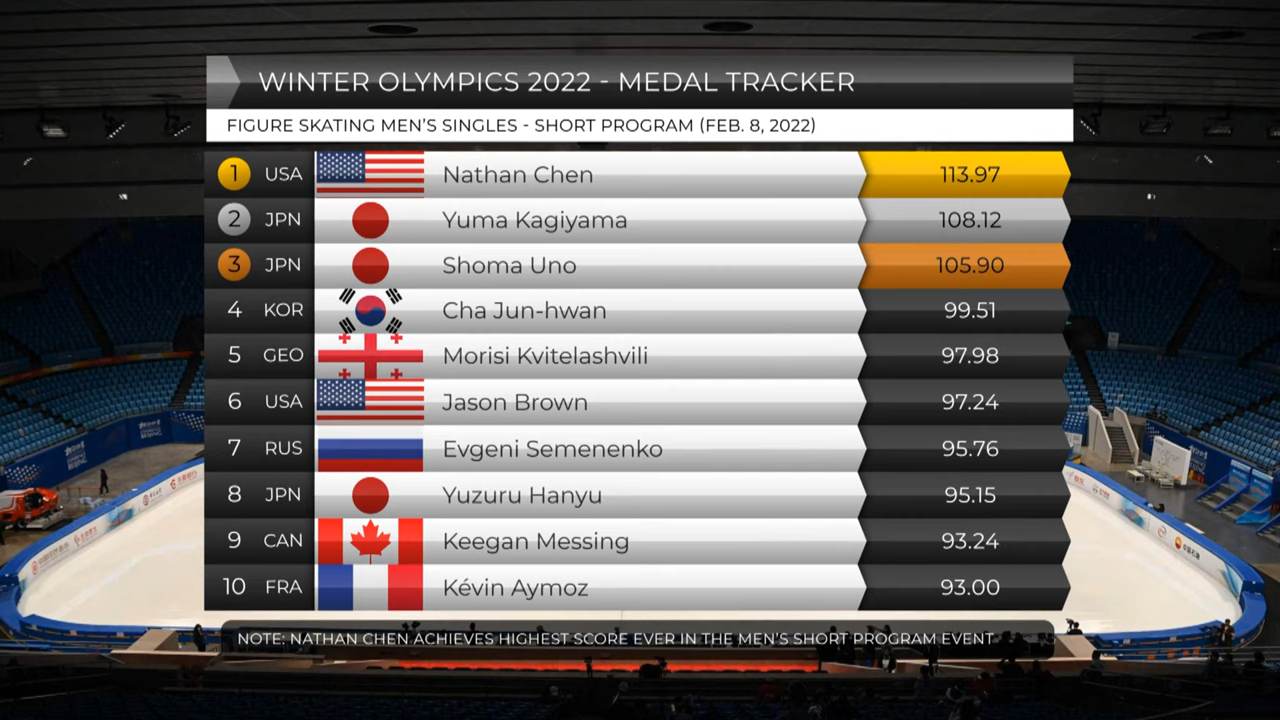 WINTER OLYMPICS 2022 - MEDAL TRACKER
FIGURE SKATING MEN'S SINGLES - SHORT PROGRAM (FEB. 8, 2022)
1 USA Nathan Chen 113.97
2 JPN Yuma Kagiyama 108.12
3 JPN Shoma Uno 105.90
4 KOR Cha Jun-hwan 99.51
5 GEO Morisi Kvitelashvili 97.98
6 USA Jason Brown 97.24
7 RUS Evgeni Semenenko 95.76
8 JPN Yuzuru Hanyu 95.15
9 CAN Keegan Messing 93.24
10 FRA Kévin Aymoz 93.00
NOTE: NATHAN CHEN ACHIEVES HIGHEST SCORE EVER IN THE MEN'S SHORT PROGRAM EVENT